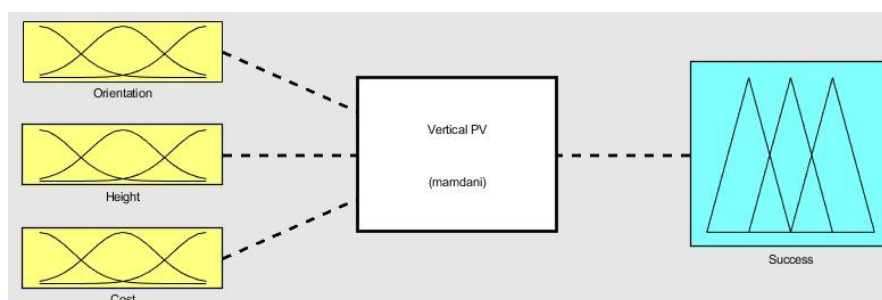 Orientation
Height
Cost
Vertical PV
(mamdani)
Success